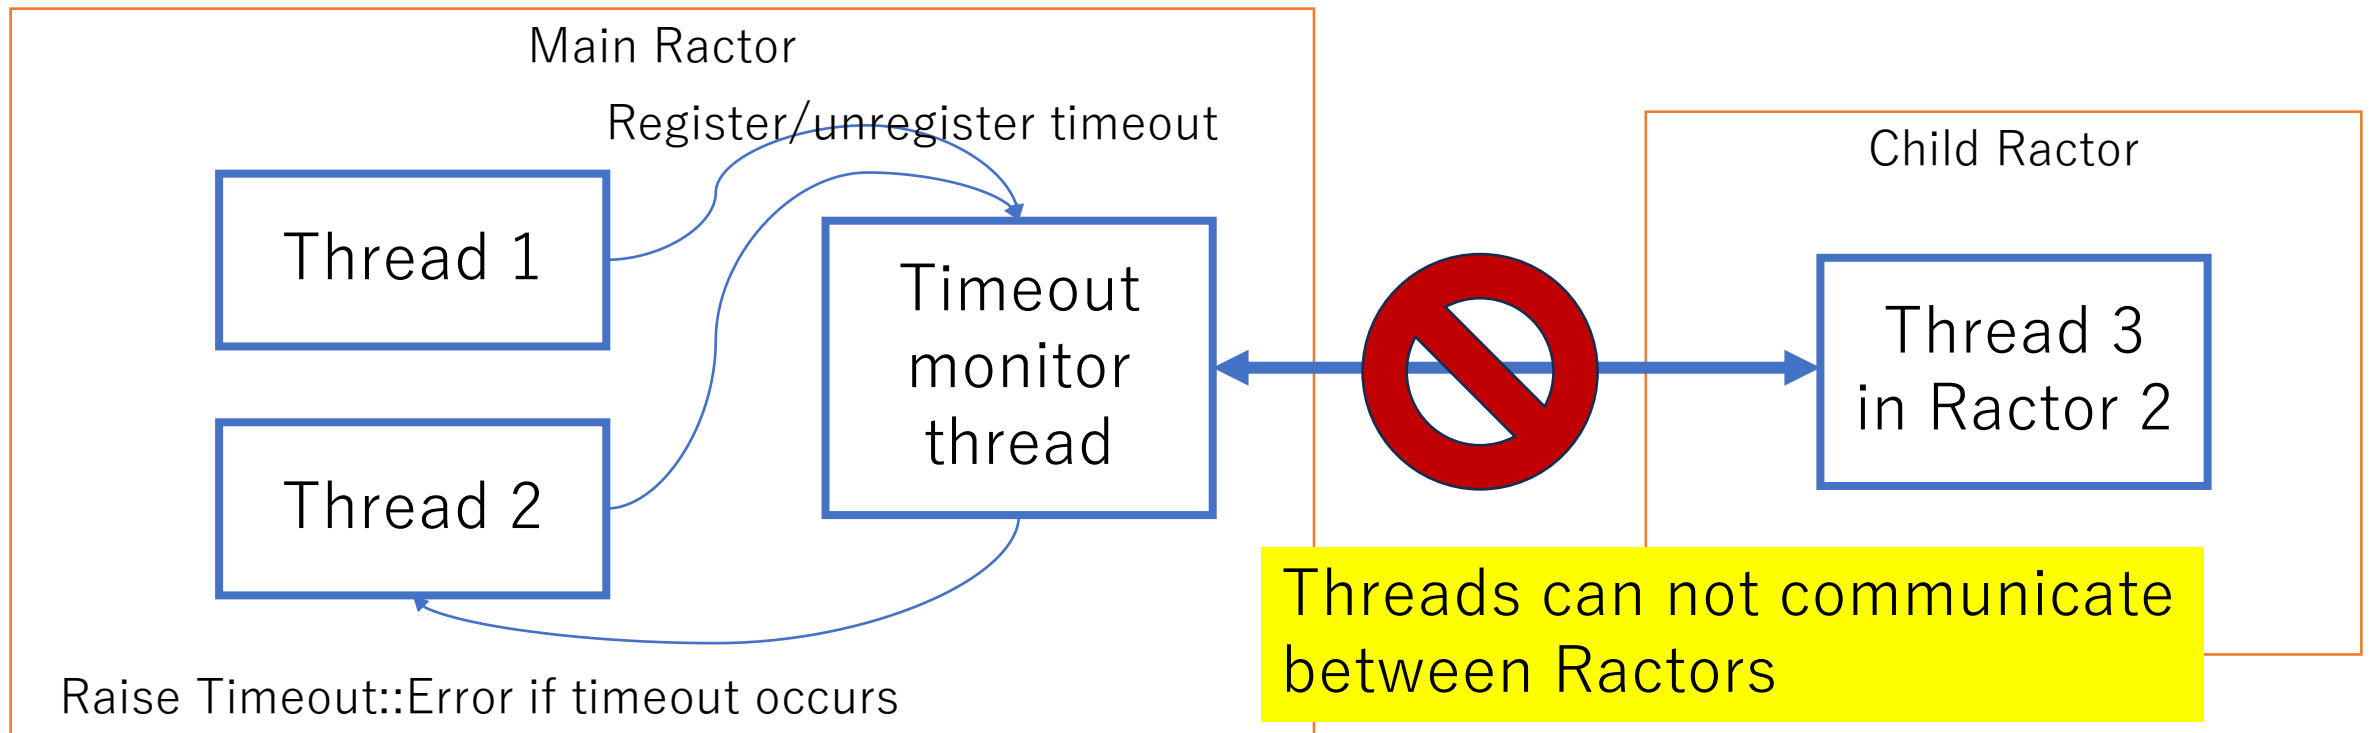 Main Ractor
Register/unregister timeout
Child Ractor
Thread 1
Timeout
monitor
thread
Thread 3
in Ractor 2
Thread 2
Threads can not communicate
between Ractors
Raise Timeout::Error if timeout occurs